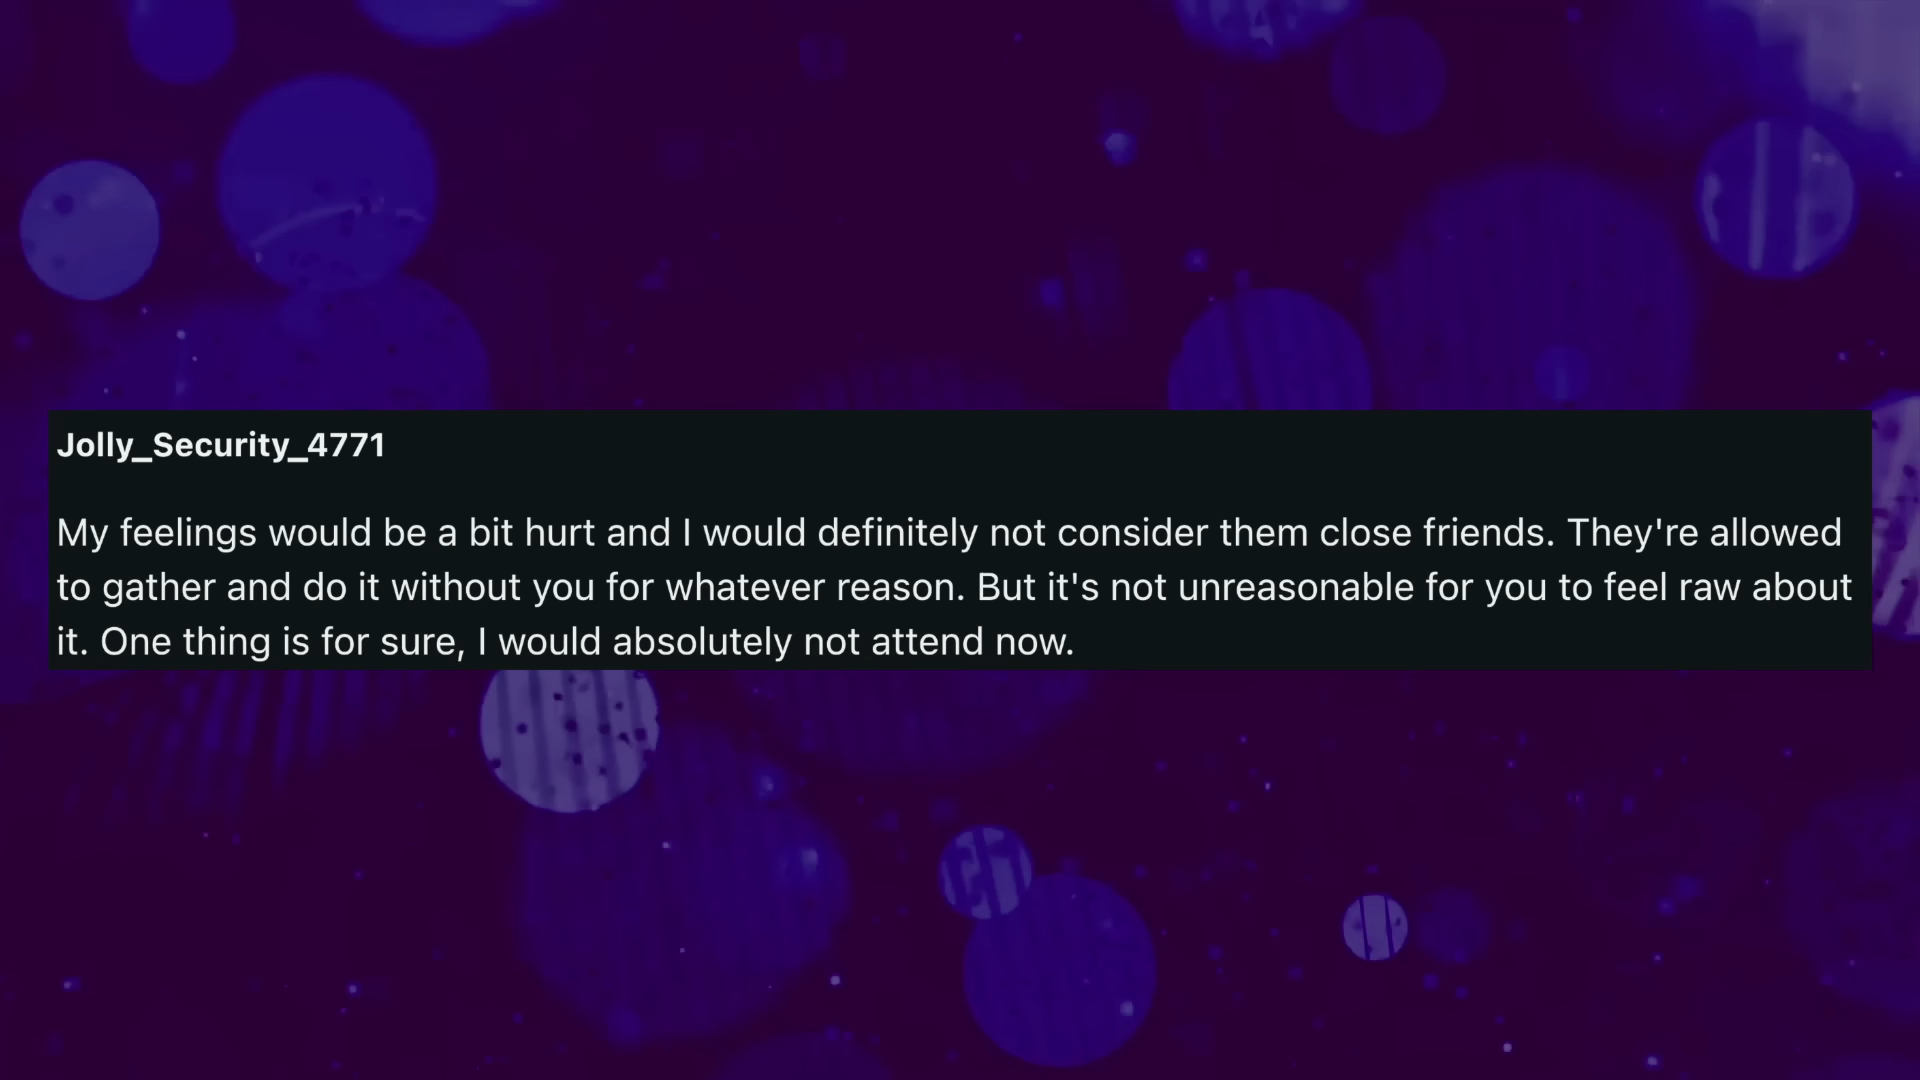 Jolly_Security_4771
My feelings would be a bit hurt and I would definitely not consider them close friends. They're allowed
to gather and do it without you for whatever reason. But it's not unreasonable for you to feel raw about
it. One thing is for sure, I would absolutely not attend now.